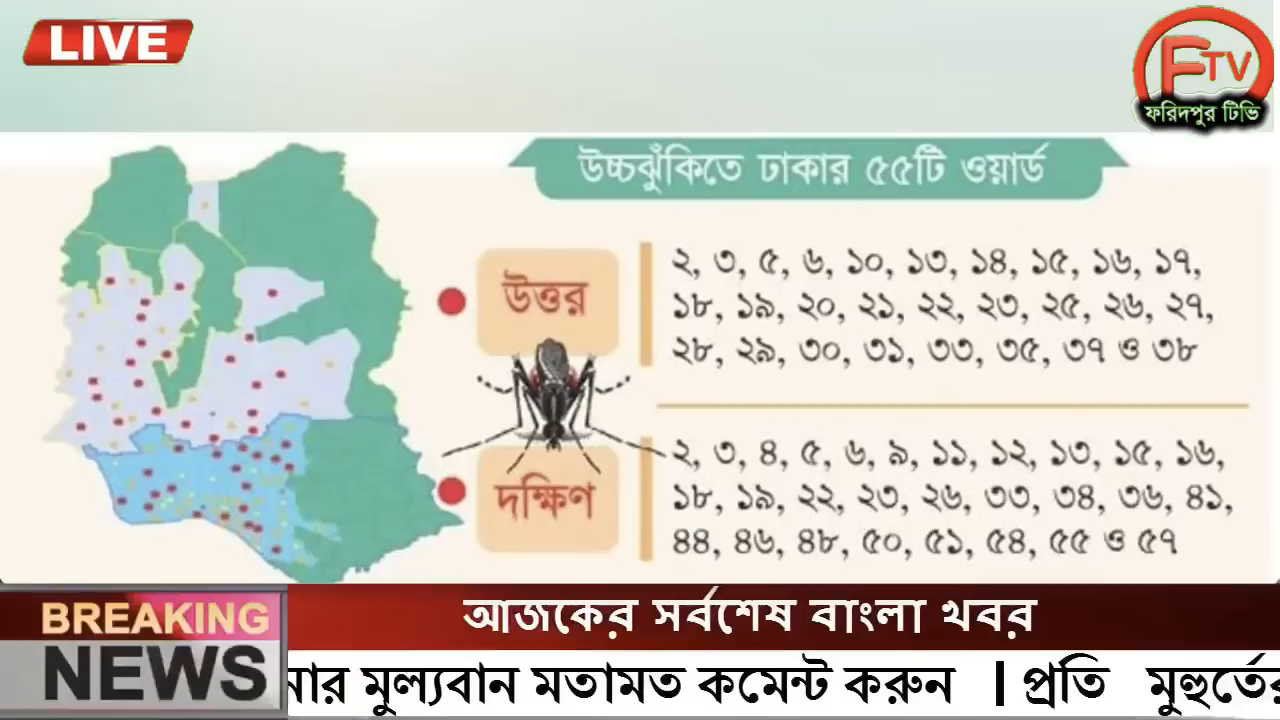 LIVE
FTV
ফরিদপুর টিভি
উচ্চঝুঁকিতে ঢাকার ৫৫টি ওয়ার্ড
উত্তর
২, ৩, ৫, ৬, ১০, ১৩, ১৪, ১৫, ১৬, ১৭,
১৮, ১৯, ২০, ২১, ২২, ২৩, ২৫, ২৬, ২৭,
২৮, ২৯, ৩০, ৩১, ৩৩, ৩৫, ৩৭ ও ৩৮
দক্ষিণ
২, ৩, ৪, ৫, ৬, ৯, ১১, ১২, ১৩, ১৫, ১৬,
১৮, ১৯, ২২, ২৩, ২৬, ৩৩, ৩৪, ৩৬, ৪১,
৪৪, ৪৬, ৪৮, ৫০, ৫১, ৫৪, ৫৫ ও ৫৭
BREAKING
NEWS
আজকের সর্বশেষ বাংলা খবর
মুল্যবান মতামত কমেন্ট করুন | প্রতি মুহুর্তের